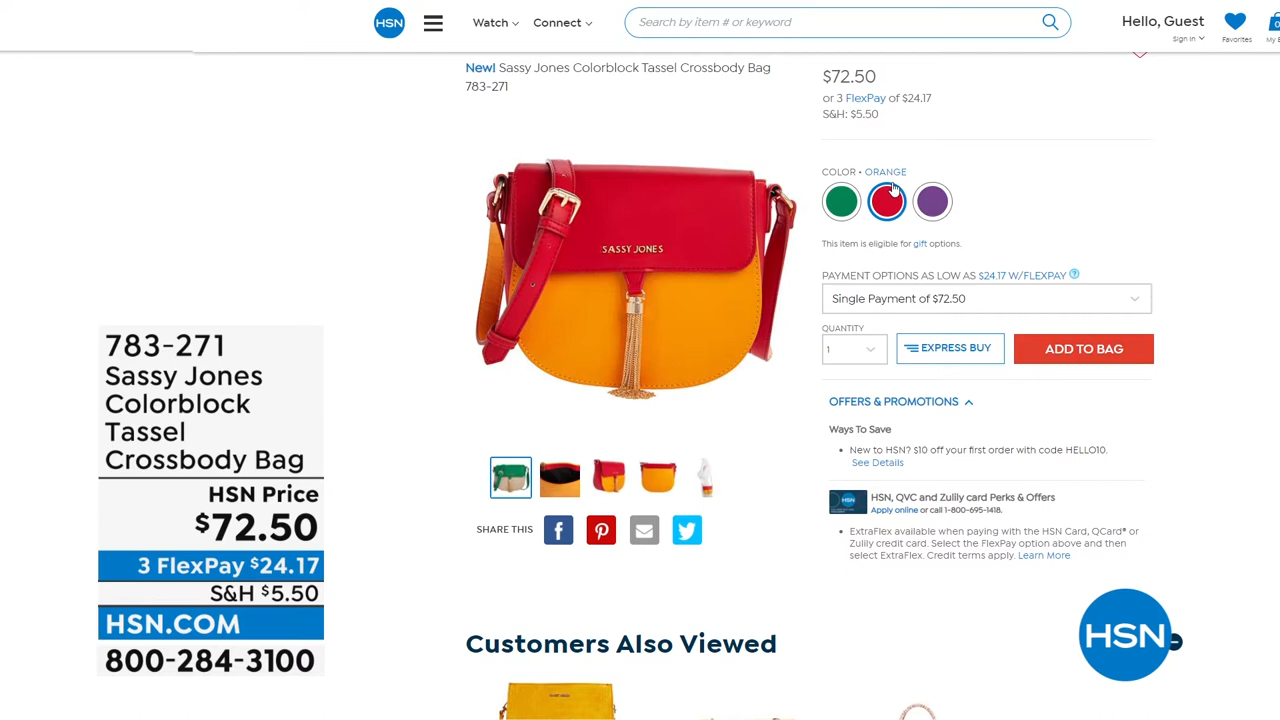 HSN
Watch
Connect
Search by item # or keyword
Hello, Guest
Sign In
Favorites
0
New! Sassy Jones Colorblock Tassel Crossbody Bag
783-271
$72.50
or 3 FlexPay of $24.17
S&H: $5.50
COLOR • ORANGE
This item is eligible for gift options.
PAYMENT OPTIONS AS LOW AS $24.17 W/FLEXPAY ?
Single Payment of $72.50
QUANTITY
1
EXPRESS BUY
ADD TO BAG
OFFERS & PROMOTIONS
Ways To Save
• New to HSN? $10 off your first order with code HELLO10.
See Details
HSN
HSN, QVC and Zulily card Perks & Offers
Apply online or call 1-800-695-1418.
• ExtraFlex available when paying with the HSN Card, QCard® or
Zulily credit card. Select the FlexPay option above and then
select ExtraFlex. Credit terms apply. Learn More
SASSY JONES
SHARE THIS
783-271
Sassy Jones
Colorblock
Tassel
Crossbody Bag
HSN Price
$72.50
3 FlexPay $24.17
S&H $5.50
HSN.COM
800-284-3100
Customers Also Viewed
HSN